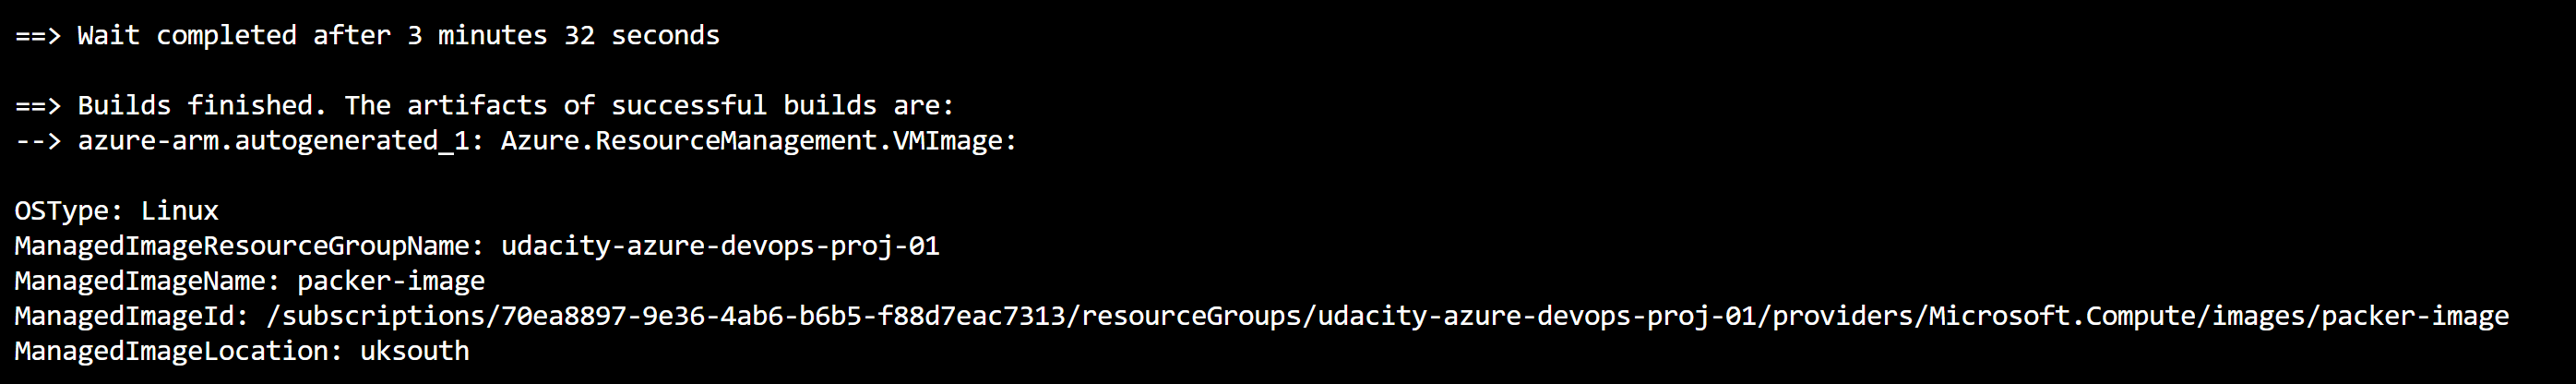 ==> Wait completed after 3 minutes 32 seconds
==> Builds finished. The artifacts of successful builds are:
--> azure-arm.autogenerated_1: Azure.ResourceManagement.VMImage:
OSType: Linux
ManagedImageResourceGroupName: udacity-azure-devops-proj-01
ManagedImageName: packer-image
ManagedImageId: /subscriptions/70ea8897-9e36-4ab6-b6b5-f88d7eac7313/resourceGroups/udacity-azure-devops-proj-01/providers/Microsoft.Compute/images/packer-image
ManagedImageLocation: uksouth